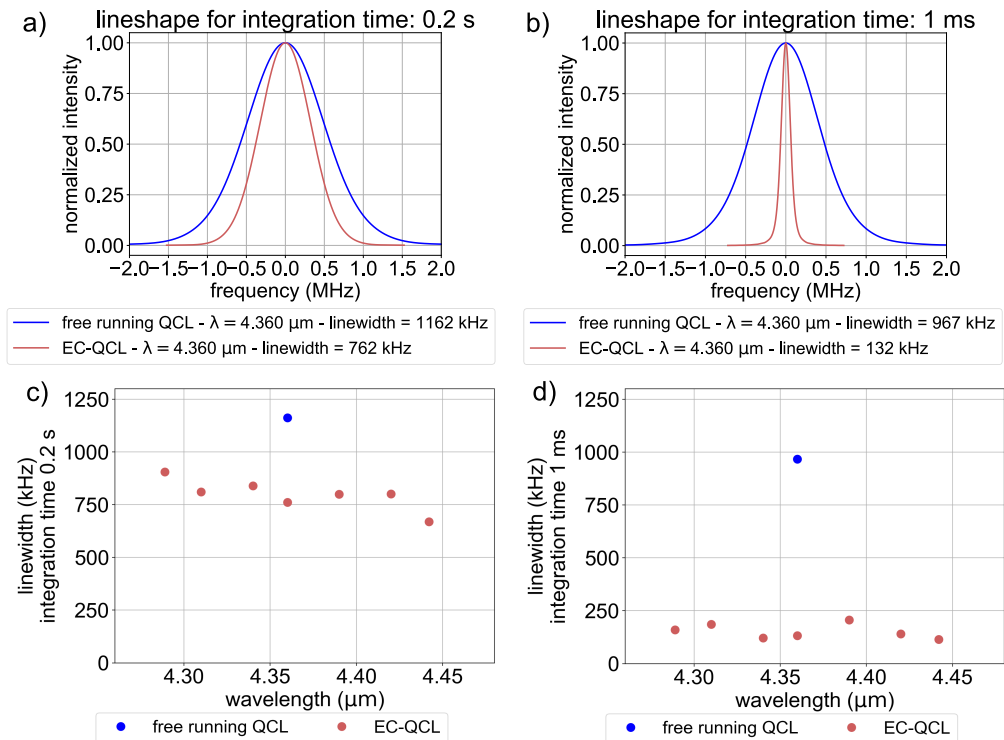 a)
lineshape for integration time: 0.2 s
1.00
0.75
0.50
0.25
0.00
normalized intensity
−2.0 −1.5 −1.0 −0.5 0.0 0.5 1.0 1.5 2.0
frequency (MHz)
free running QCL - λ = 4.360 μm - linewidth = 1162 kHz
EC-QCL - λ = 4.360 μm - linewidth = 762 kHz
b)
lineshape for integration time: 1 ms
1.00
0.75
0.50
0.25
0.00
normalized intensity
−2.0 −1.5 −1.0 −0.5 0.0 0.5 1.0 1.5 2.0
frequency (MHz)
free running QCL - λ = 4.360 μm - linewidth = 967 kHz
EC-QCL - λ = 4.360 μm - linewidth = 132 kHz
c)
1250
1000
750
500
250
0
linewidth (kHz)
integration time 0.2 s
4.30 4.35 4.40 4.45
wavelength (μm)
free running QCL EC-QCL
d)
1250
1000
750
500
250
0
linewidth (kHz)
integration time 1 ms
4.30 4.35 4.40 4.45
wavelength (μm)
free running QCL EC-QCL